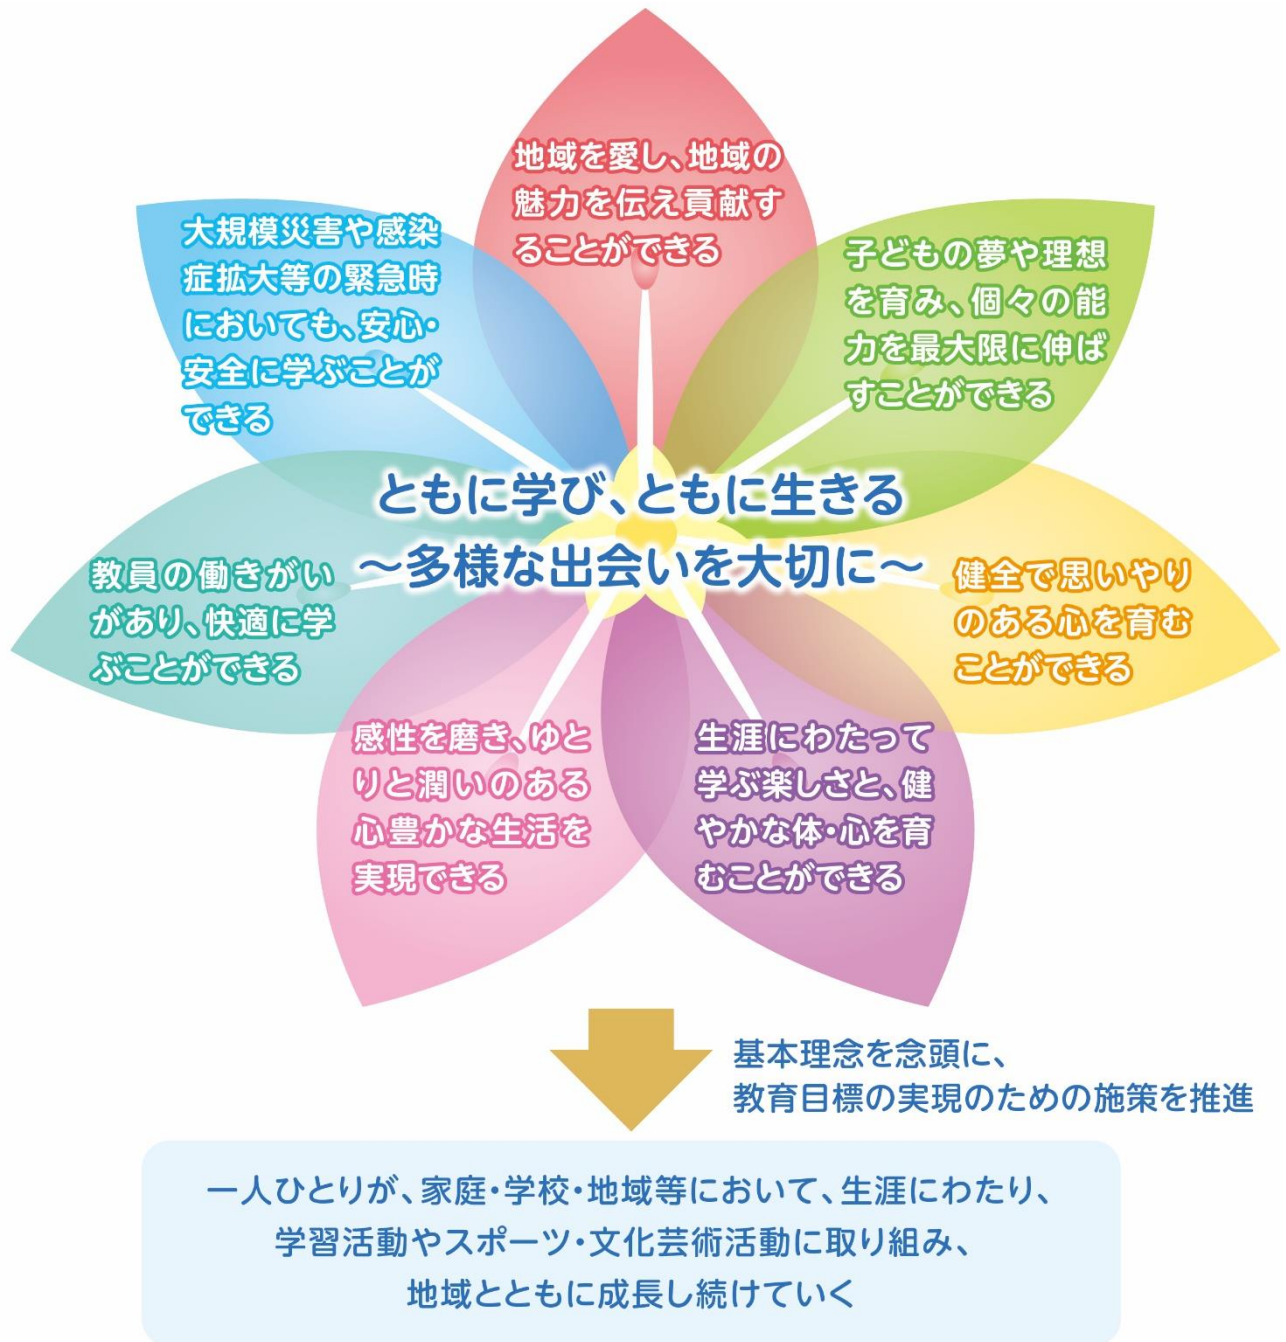 地域を愛し、地域の
魅力を伝え貢献す
ることができる
大規模災害や感染
症拡大等の緊急時
においても、安心・
安全に学ぶことが
できる
子どもの夢や理想
を育み、個々の能
力を最大限に伸ば
すことができる
ともに学び、ともに生きる
～多様な出会いを大切に～
教員の働きがい
があり、快適に学
ぶことができる
健全で思いやり
のある心を育む
ことができる
感性を磨き、ゆと
りと潤いのある
心豊かな生活を
実現できる
生涯にわたって
学ぶ楽しさと、健
やかな体・心を育
むことができる
基本理念を念頭に、
教育目標の実現のための施策を推進
一人ひとりが、家庭・学校・地域等において、生涯にわたり、
学習活動やスポーツ・文化芸術活動に取り組み、
地域とともに成長し続けていく